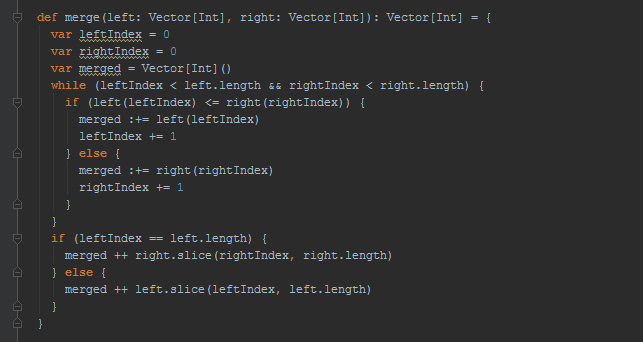 def merge(left: Vector[Int], right: Vector[Int]): Vector[Int] = {
  var leftIndex = 0
  var rightIndex = 0
  var merged = Vector[Int]()
  while (leftIndex < left.length && rightIndex < right.length) {
    if (left(leftIndex) <= right(rightIndex)) {
      merged :+= left(leftIndex)
      leftIndex += 1
    } else {
      merged :+= right(rightIndex)
      rightIndex += 1
    }
  }
  if (leftIndex == left.length) {
    merged ++ right.slice(rightIndex, right.length)
  } else {
    merged ++ left.slice(leftIndex, left.length)
  }
}